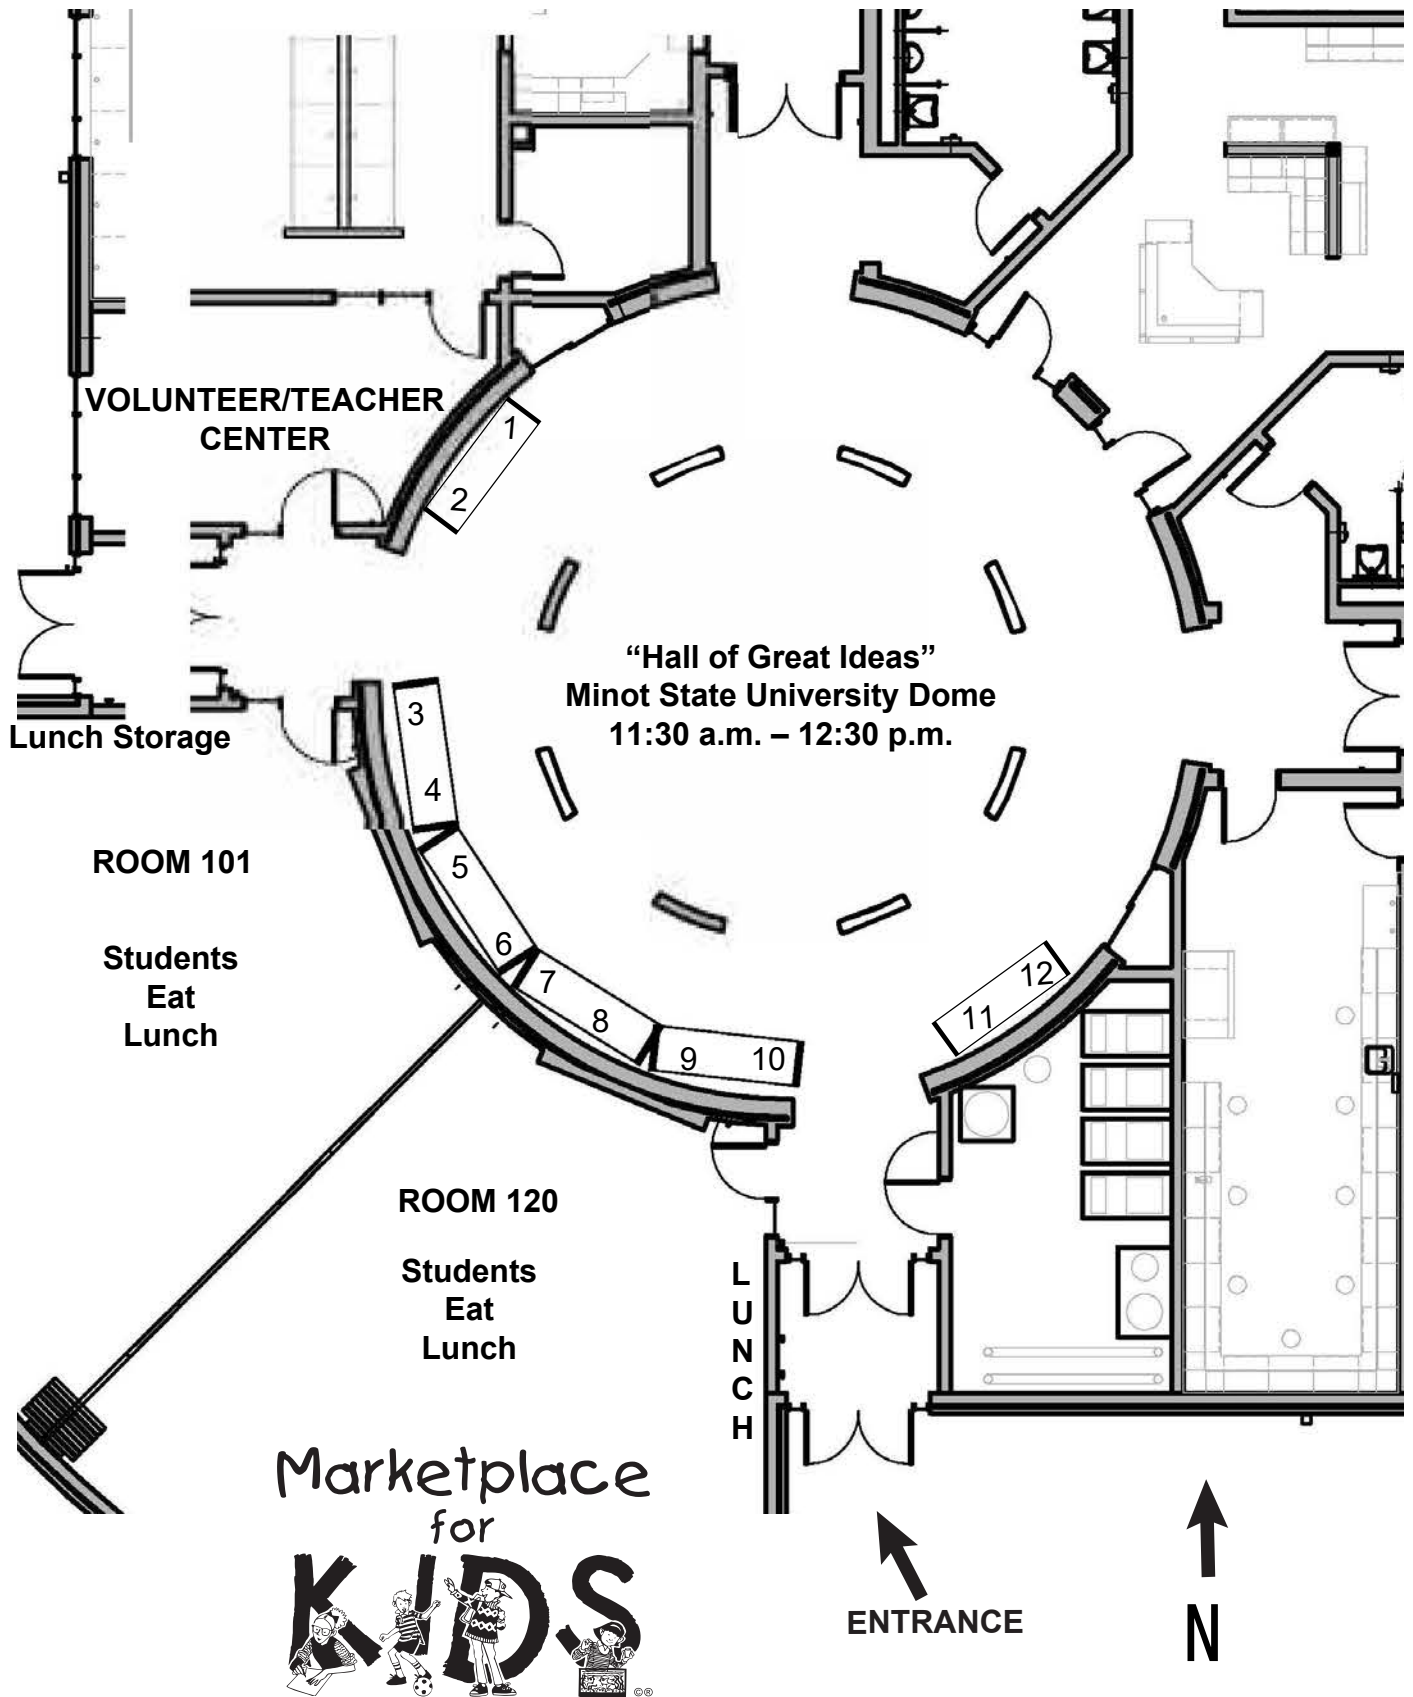 VOLUNTEER/TEACHER
CENTER
1
2
“Hall of Great Ideas”
Minot State University Dome
11:30 a.m. – 12:30 p.m.
3
4
Lunch Storage
5
6
7
8
9
10
11
12
ROOM 101
Students
Eat
Lunch
ROOM 120
Students
Eat
Lunch
L
U
N
C
H
Marketplace
for
KIDS
©®
ENTRANCE
N